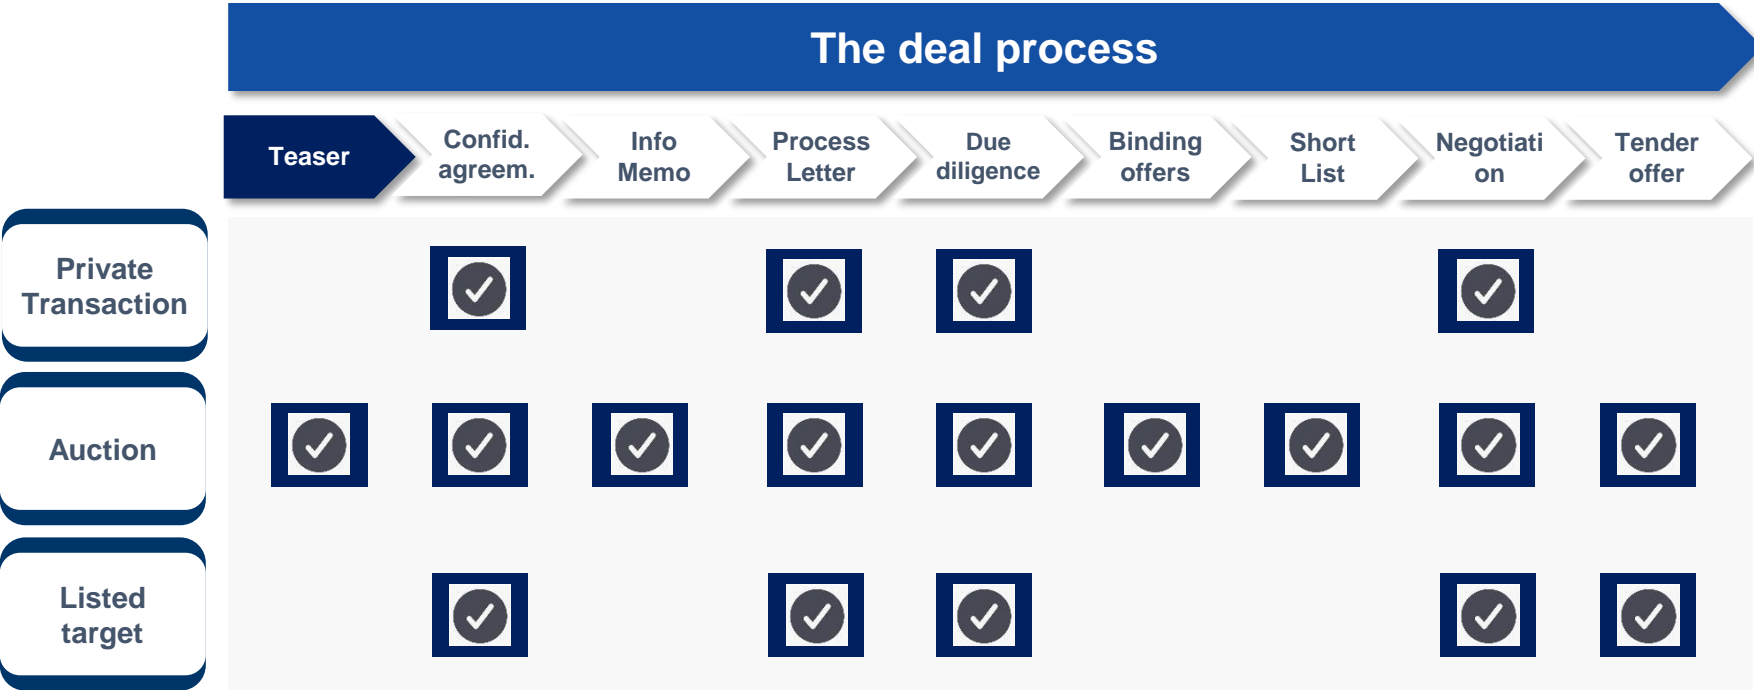 The deal process
Teaser
Confid.
agreem.
Info
Memo
Process
Letter
Due
diligence
Binding
offers
Short
List
Negotiati
on
Tender
offer
Private
Transaction
Auction
Listed
target